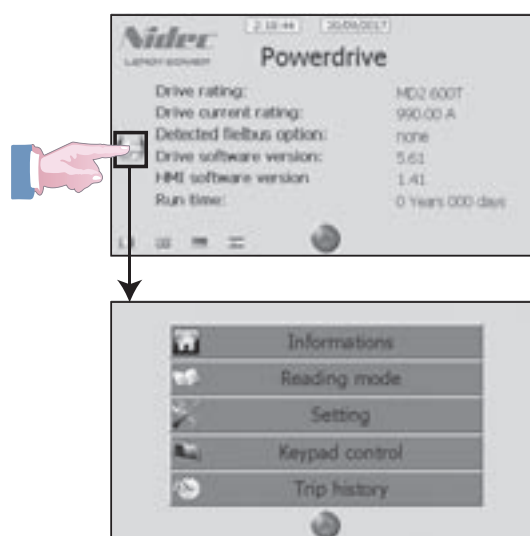 2:18:44 20/09/2017
Nidec
LEROY-SOMER
Powerdrive
Drive rating: MD2 600T
Drive current rating: 990.00 A
Detected fielbus option: none
Drive software version: 5.61
HMI software version 1.41
Run time: 0 Years 000 days
Informations
Reading mode
Setting
Keypad control
Trip history